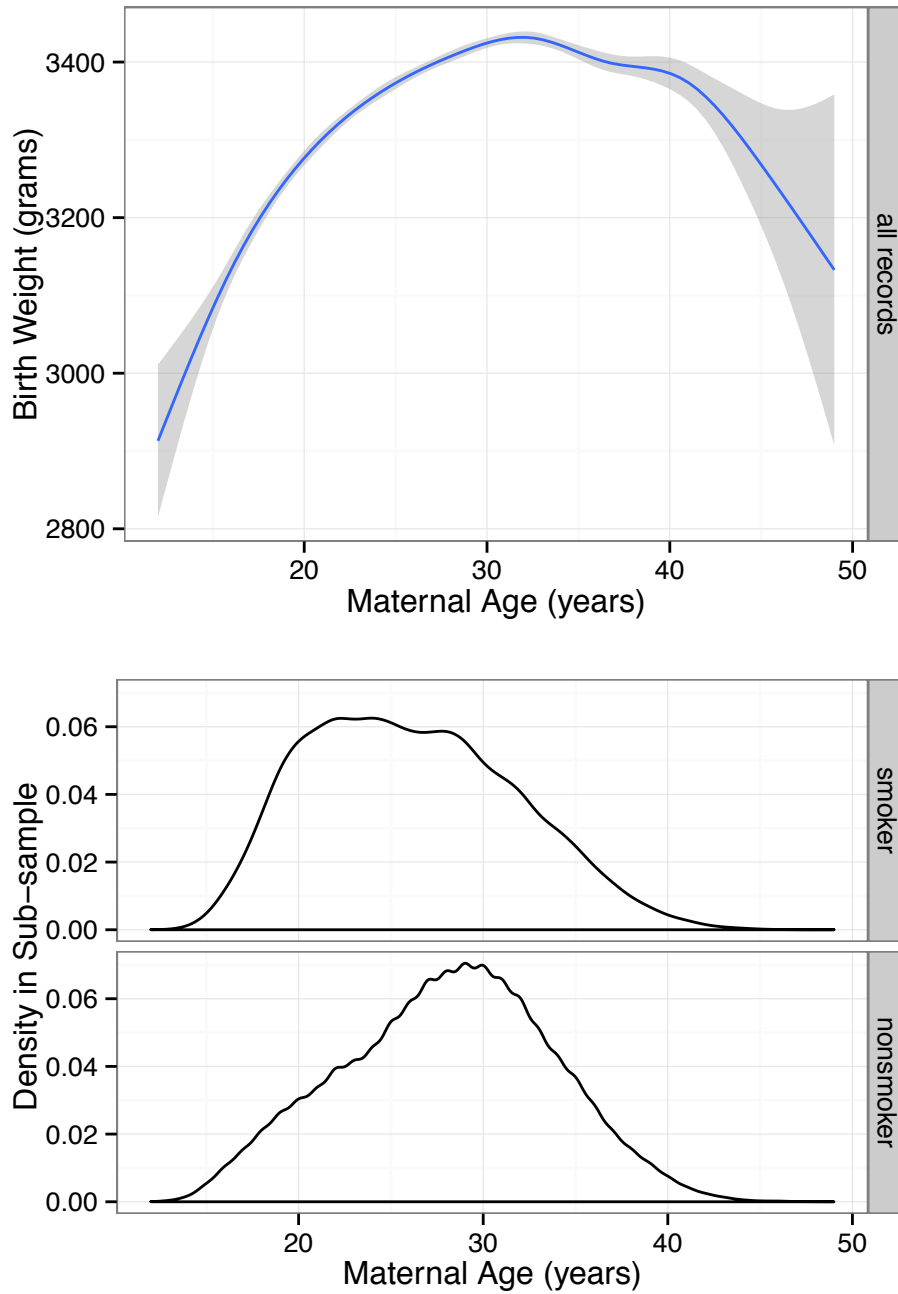 Birth Weight (grams)
3400
3200
3000
2800
all records
20 30 40 50
Maternal Age (years)
Density in Sub−sample
0.06
0.04
0.02
0.00
smoker
0.06
0.04
0.02
0.00
nonsmoker
20 30 40 50
Maternal Age (years)